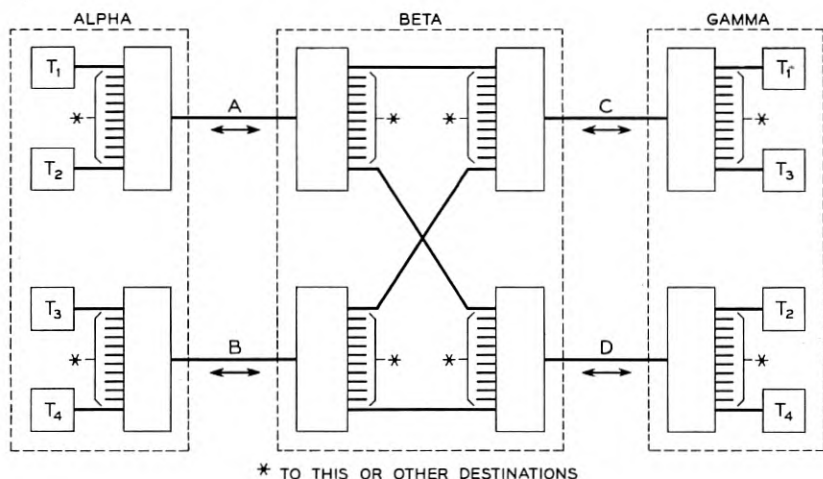 ALPHA BETA GAMMA
T₁ T₁
A C
* * * *
T₂ T₃
T₃ T₂
B D
* * * *
T₄ T₄
* TO THIS OR OTHER DESTINATIONS